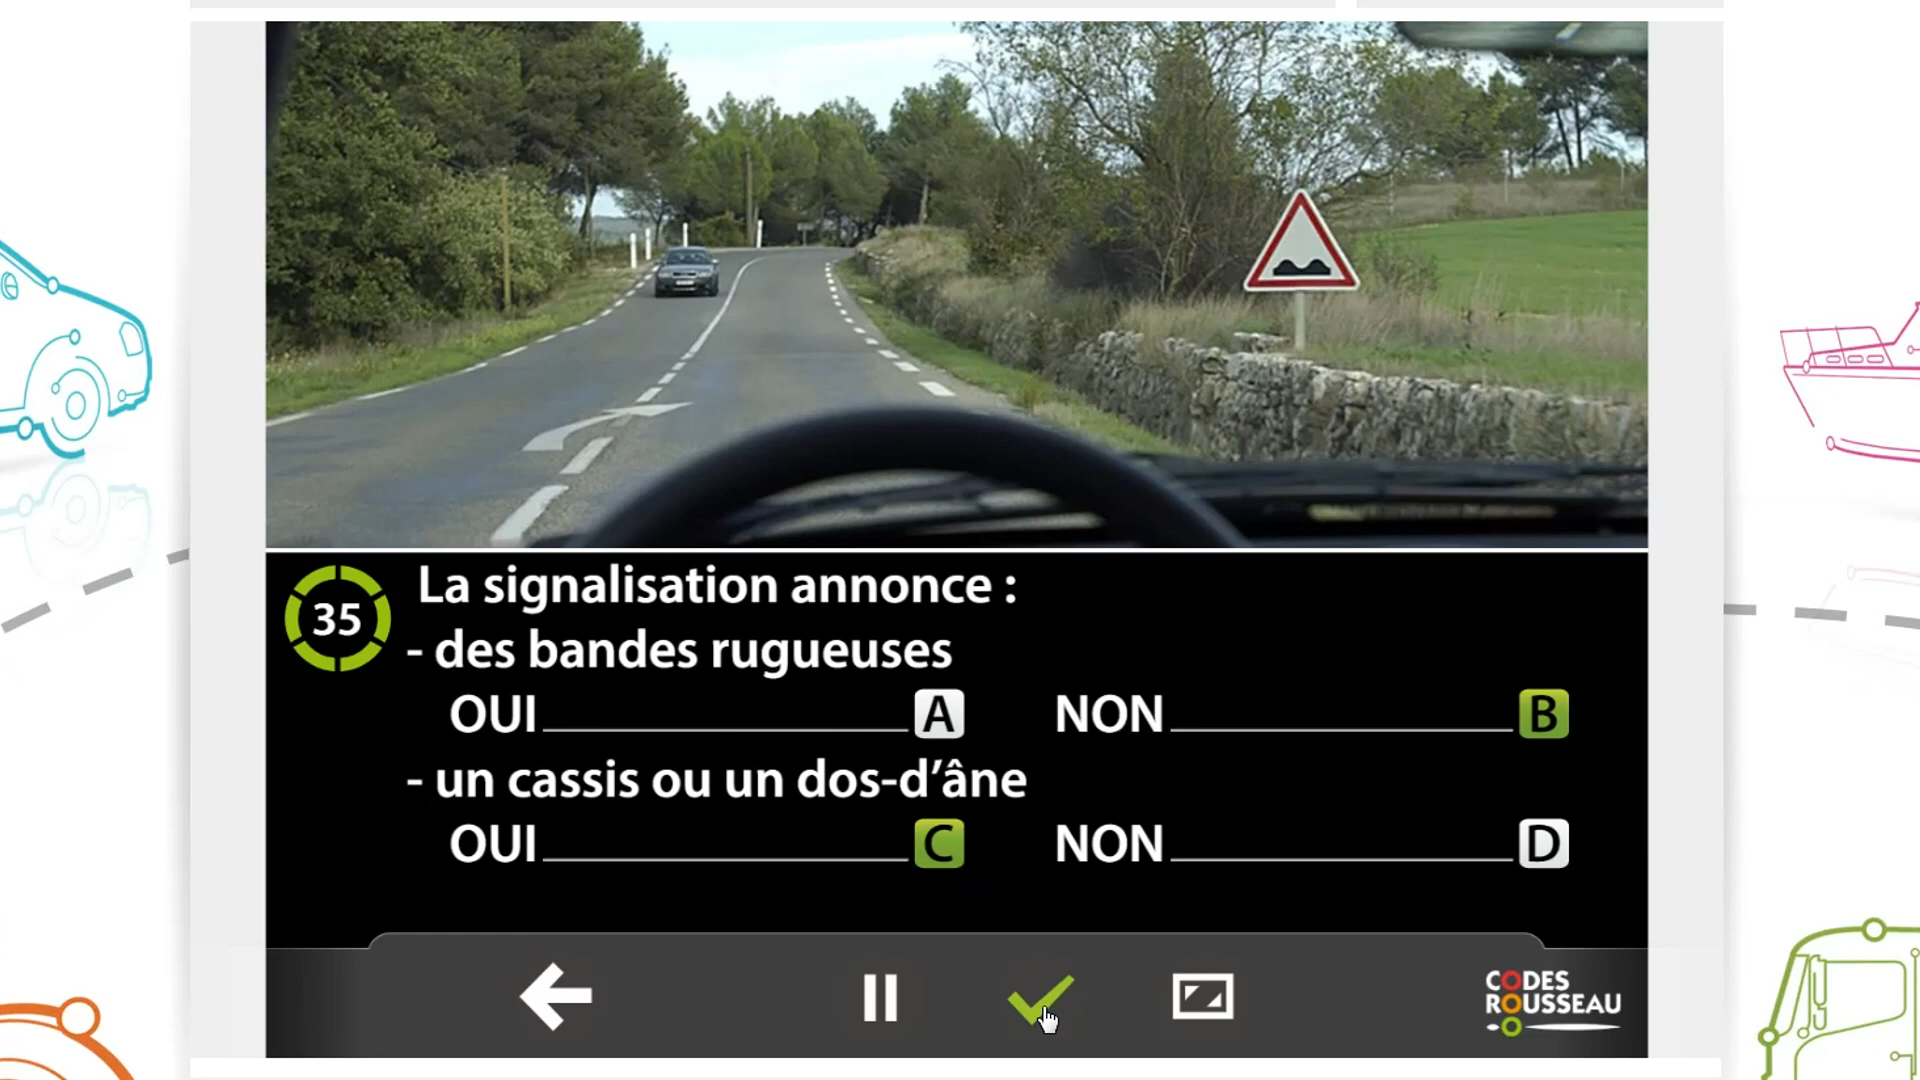 35
La signalisation annonce :
- des bandes rugueuses
OUI A NON B
- un cassis ou un dos-d’âne
OUI C NON D
CODES
ROUSSEAU